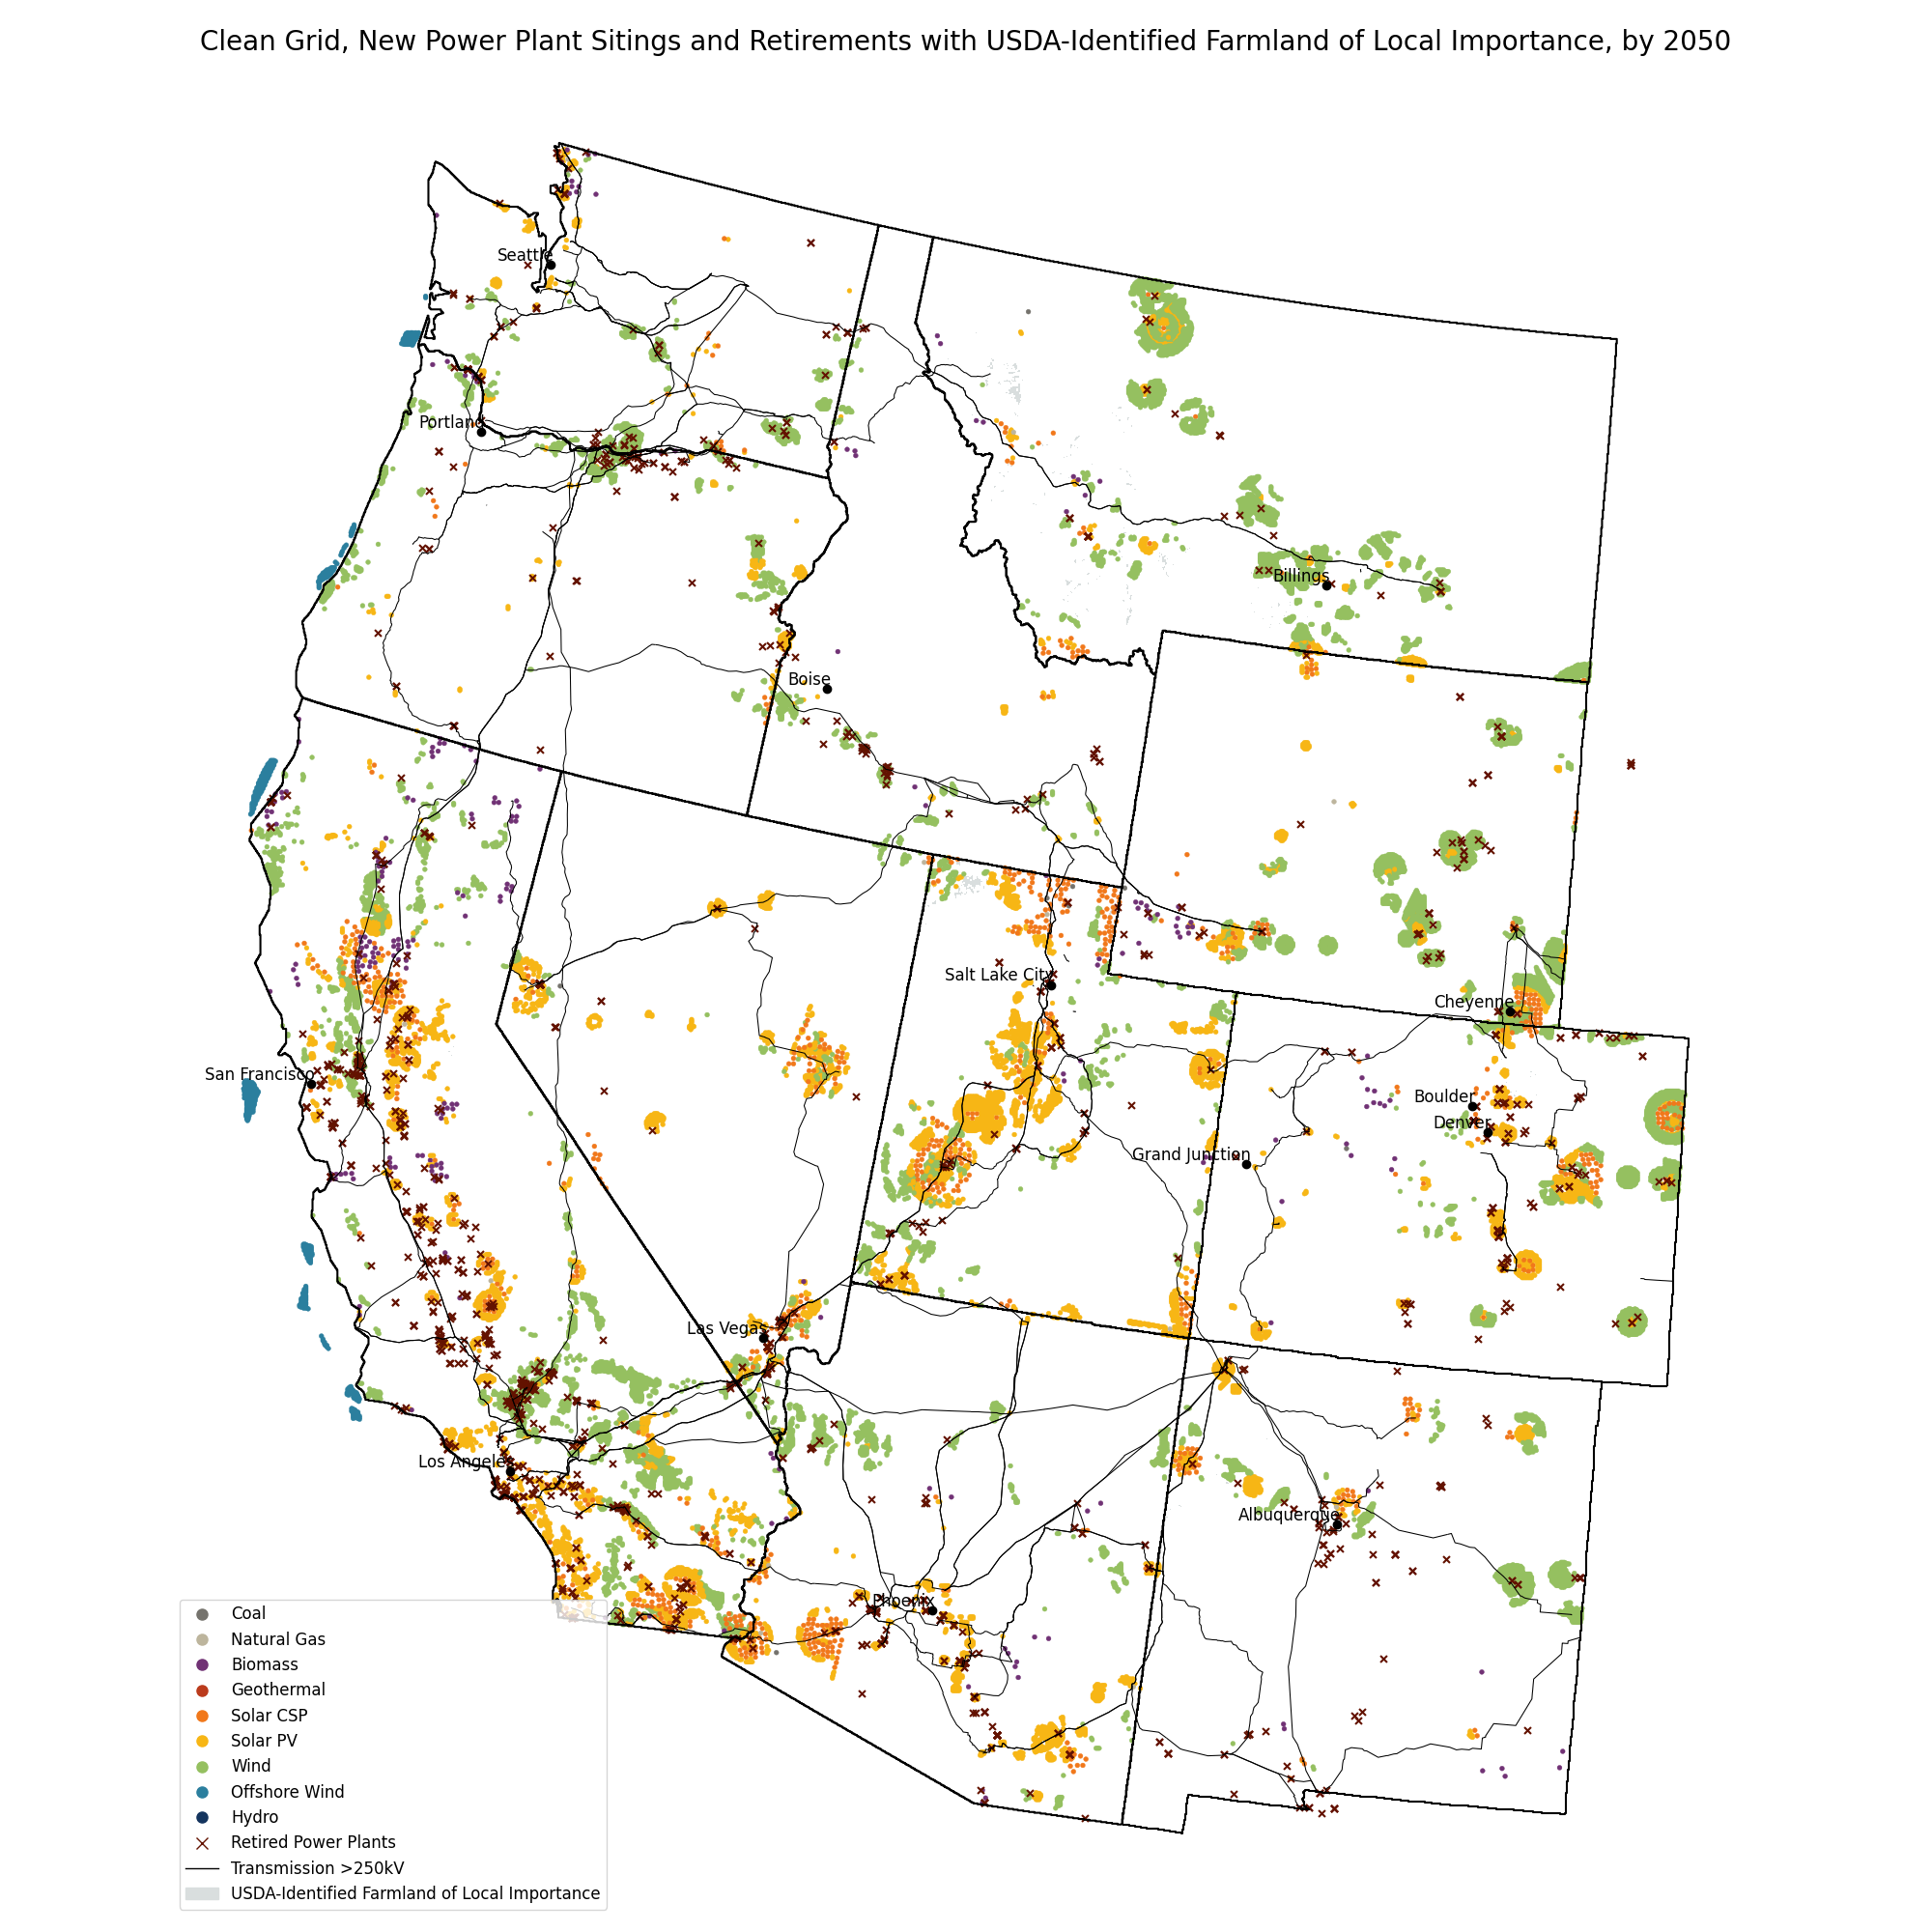 Clean Grid, New Power Plant Sitings and Retirements with USDA-Identified Farmland of Local Importance, by 2050
Seattle
Portland
Billings
Boise
Salt Lake City
Cheyenne
San Francisco
Boulder
Denver
Grand Junction
Las Vegas
Los Angeles
Albuquerque
Phoenix
Coal
Natural Gas
Biomass
Geothermal
Solar CSP
Solar PV
Wind
Offshore Wind
Hydro
Retired Power Plants
Transmission >250kV
USDA-Identified Farmland of Local Importance